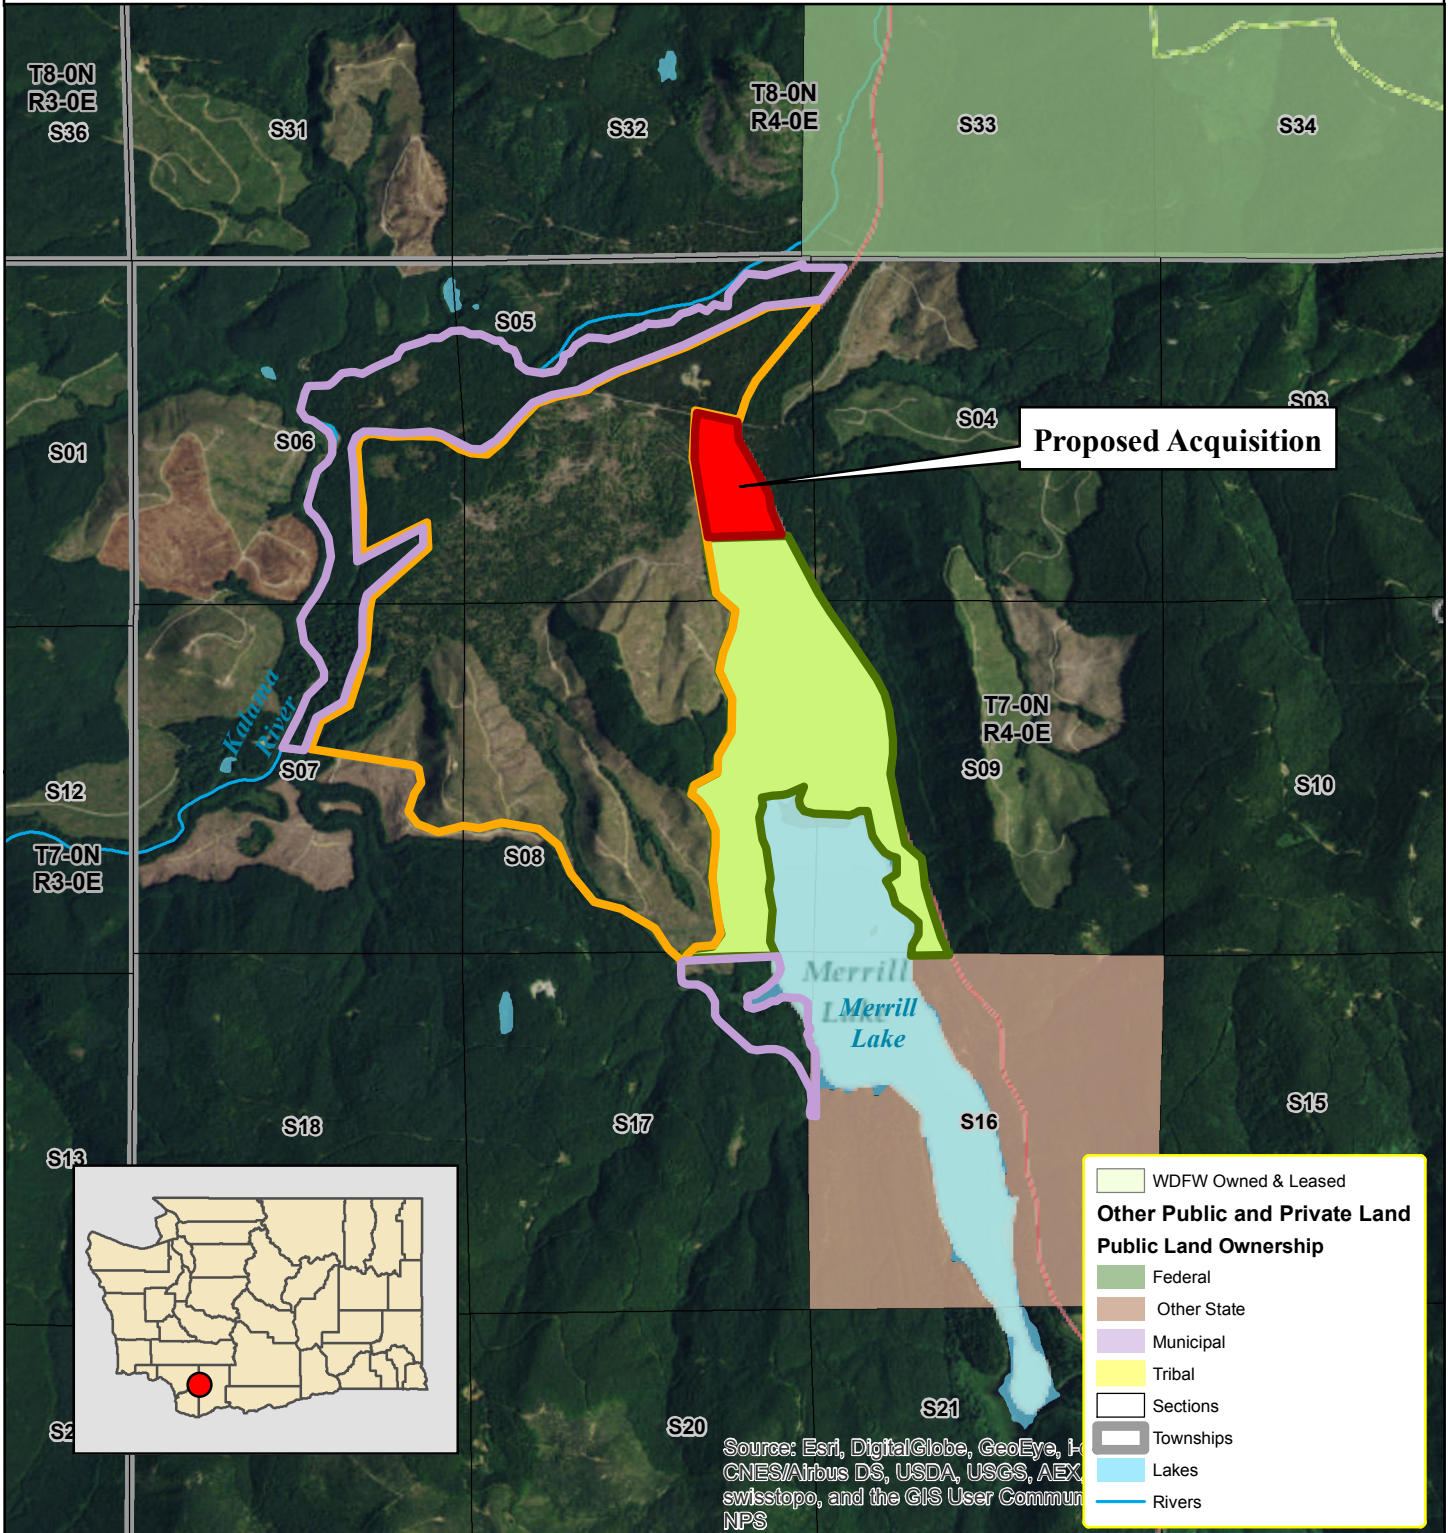 T8-0N
R3-0E
S36
S31
S32
T8-0N
R4-0E
S33
S34
S05
S06
S01
S04
S03
Proposed Acquisition
Kalama
River
S07
S12
T7-0N
R3-0E
S08
T7-0N
R4-0E
S09
S10
Merrill
Lake
Merrill
Lake
S18
S17
S16
S15
S13
S20
S21
WDFW Owned & Leased
Other Public and Private Land
Public Land Ownership
Federal
Other State
Municipal
Tribal
Sections
Townships
Lakes
Rivers
Source: Esri, DigitalGlobe, GeoEye,
CNES/Airbus DS, USDA, USGS, AEX,
swisstopo, and the GIS User
NPS